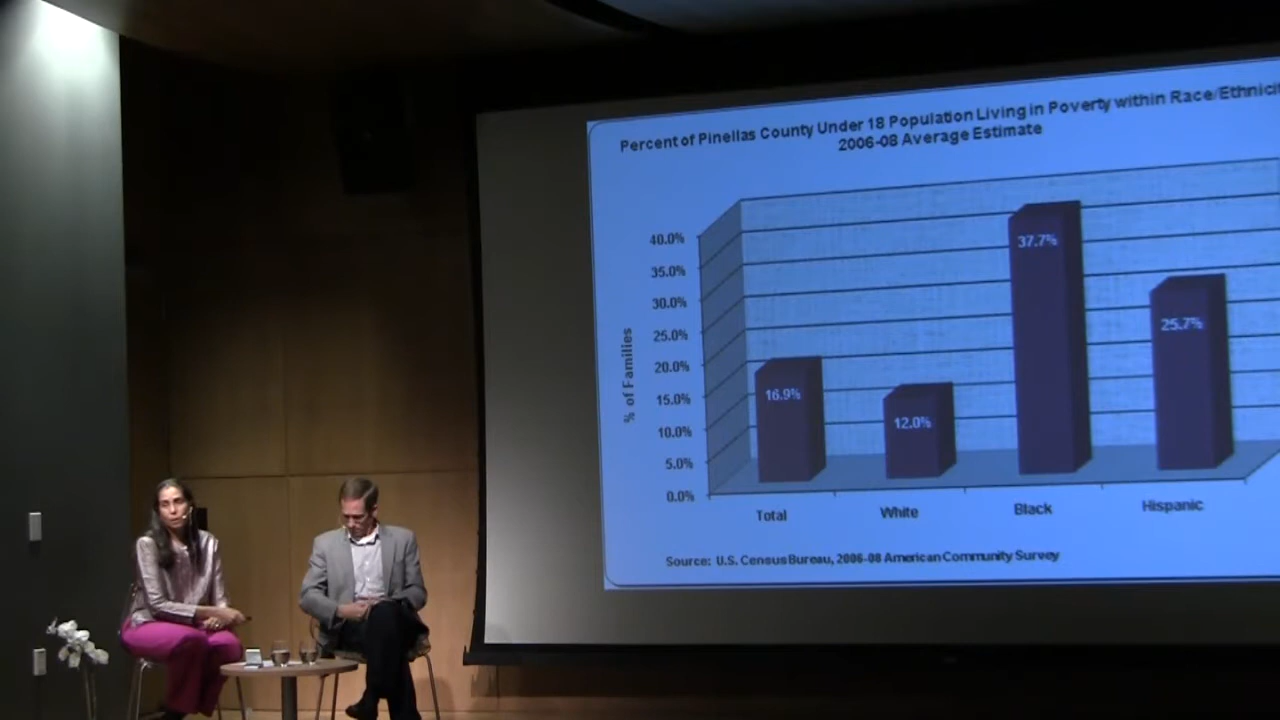 Percent of Pinellas County Under 18 Population Living in Poverty within Race/Ethnicit
2006-08 Average Estimate
40.0%
35.0%
30.0%
25.0%
20.0%
15.0%
10.0%
5.0%
0.0%
% of Families
16.9%
12.0%
37.7%
25.7%
Total
White
Black
Hispanic
Source: U.S. Census Bureau, 2006-08 American Community Survey